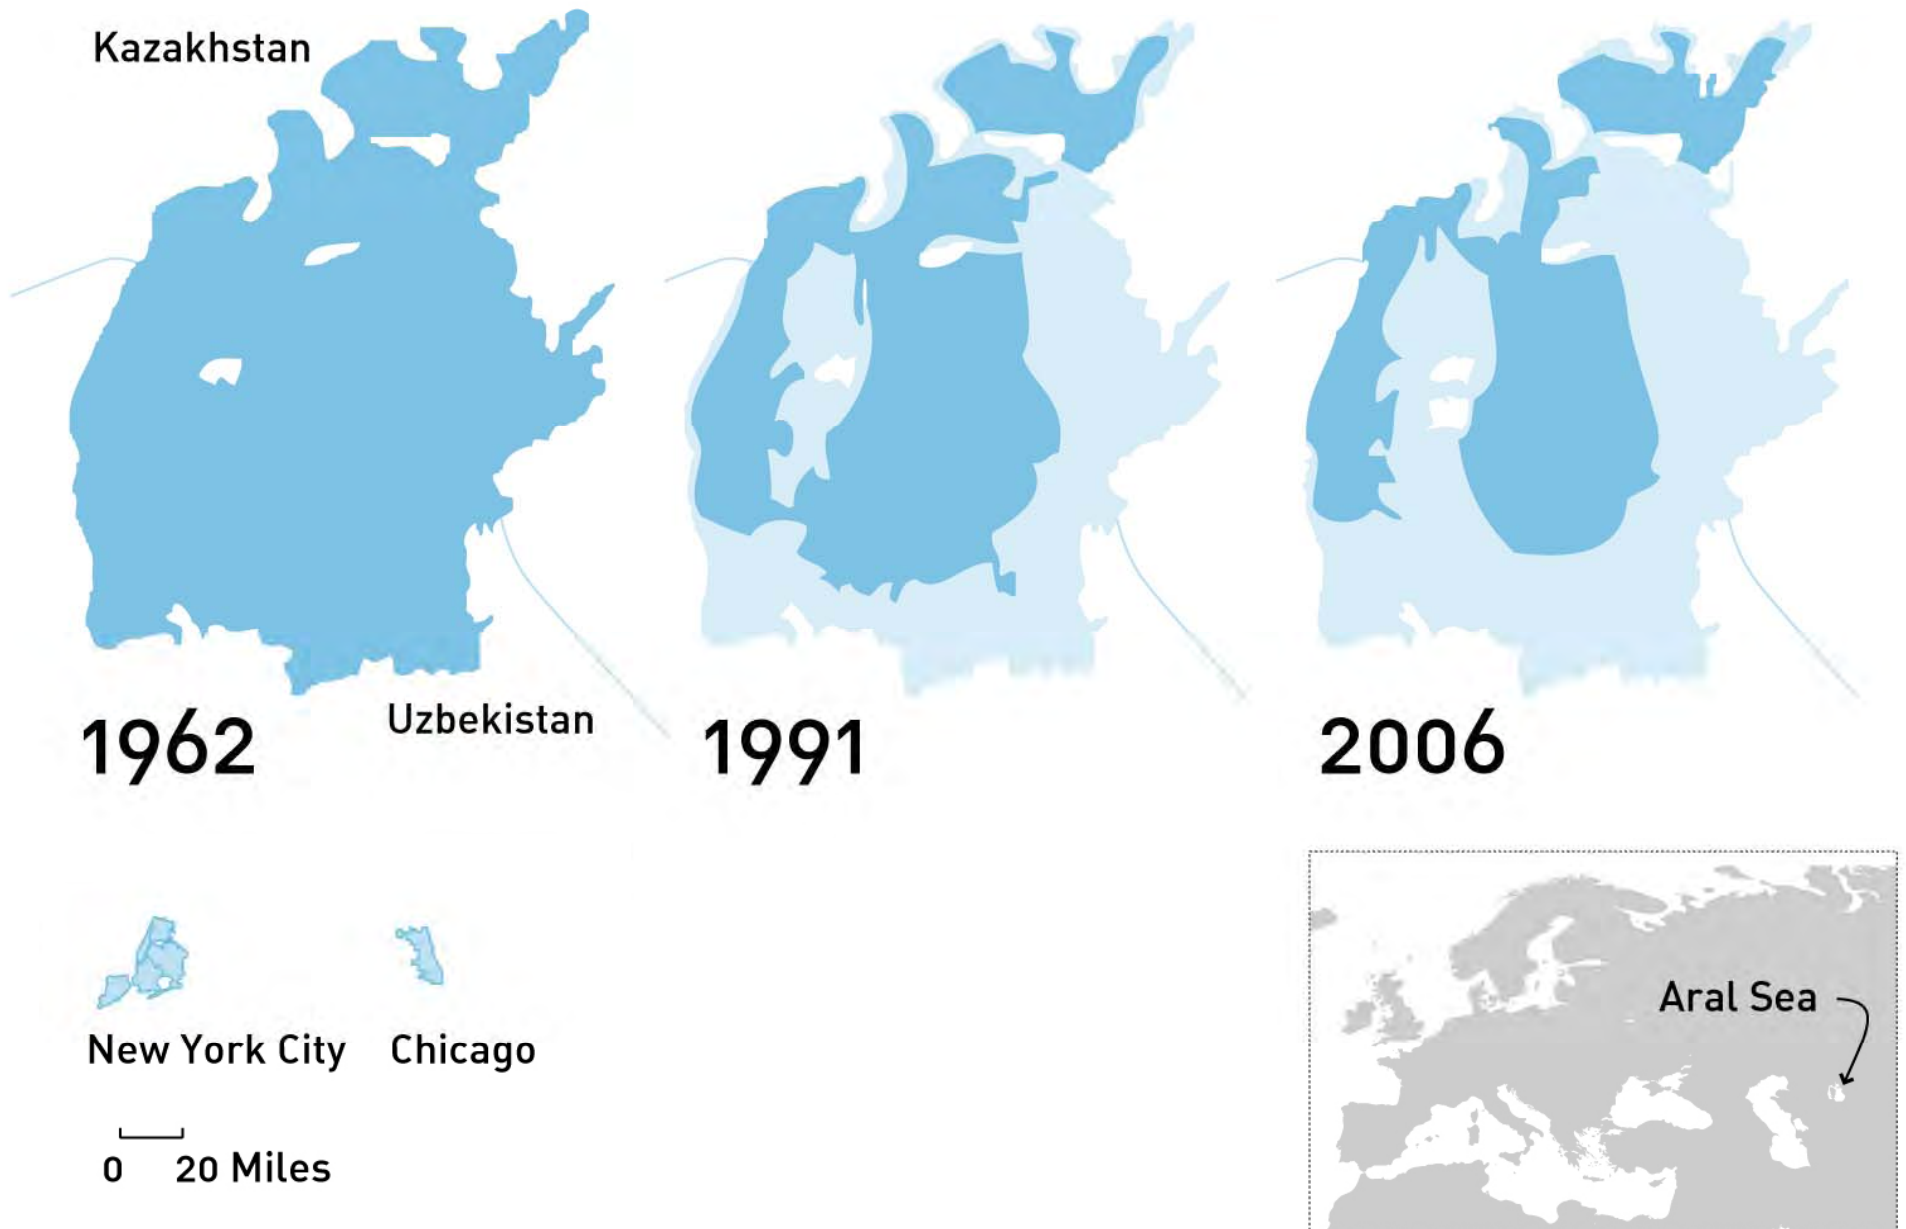 Kazakhstan
Uzbekistan
1962
1991
2006
New York City
Chicago
0 20 Miles
Aral Sea